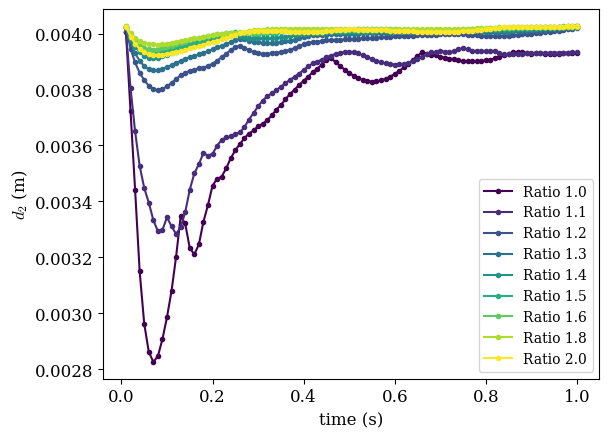 0.0040
0.0038
0.0036
0.0034
0.0032
0.0030
0.0028
d₂ (m)
Ratio 1.0
Ratio 1.1
Ratio 1.2
Ratio 1.3
Ratio 1.4
Ratio 1.5
Ratio 1.6
Ratio 1.8
Ratio 2.0
0.0 0.2 0.4 0.6 0.8 1.0
time (s)